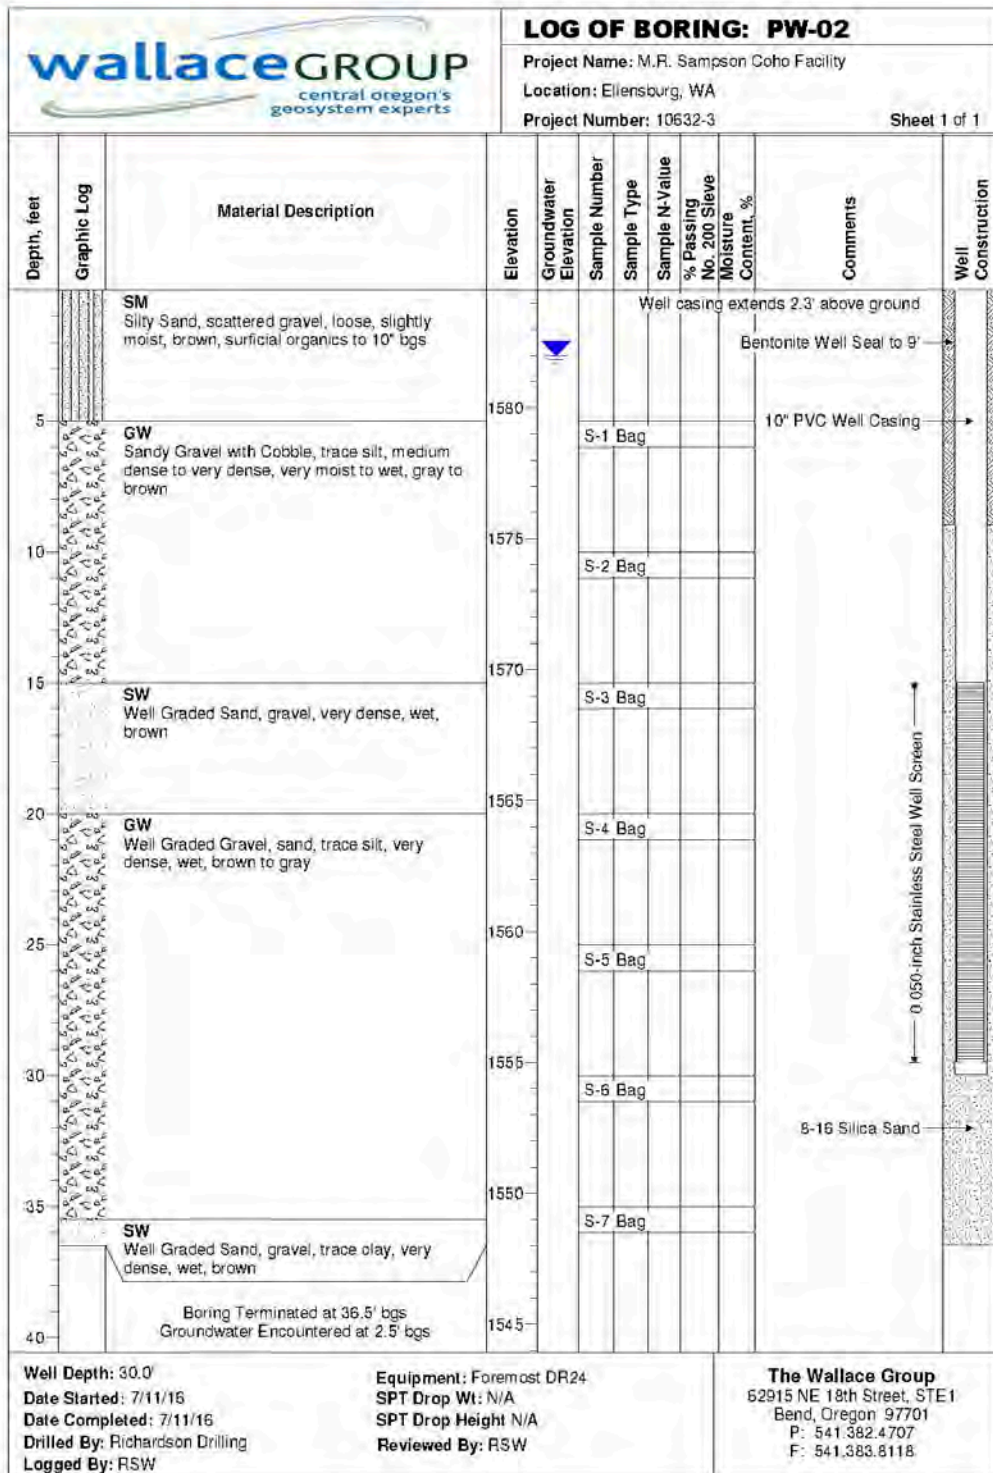 wallace GROUP
central oregon's
geosystem experts
LOG OF BORING: PW-02
Project Name: M.R. Sampson Coho Facility
Location: Ellensburg, WA
Project Number: 10632-3
Sheet 1 of 1
Depth, feet
Graphic Log
Material Description
Elevation
Groundwater
Elevation
Sample Number
Sample Type
Sample N-Value
% Passing
No. 200 Sieve
Moisture
Content, %
Comments
Well
Construction
SM
Silty Sand, scattered gravel, loose, slightly
moist, brown, surficial organics to 10" bgs
Well casing extends 2.3' above ground
Bentonite Well Seal to 9'
1580
5
10" PVC Well Casing
GW
Sandy Gravel with Cobble, trace silt, medium
dense to very dense, very moist to wet, gray to
brown
S-1 Bag
1575
10
S-2 Bag
1570
15
SW
Well Graded Sand, gravel, very dense, wet,
brown
S-3 Bag
0.050-inch Stainless Steel Well Screen
1565
20
GW
Well Graded Gravel, sand, trace silt, very
dense, wet, brown to gray
S-4 Bag
1560
25
S-5 Bag
1555
30
S-6 Bag
8-16 Silica Sand
1550
35
S-7 Bag
SW
Well Graded Sand, gravel, trace clay, very
dense, wet, brown
Boring Terminated at 36.5' bgs
Groundwater Encountered at 2.5' bgs
1545
40
Well Depth: 30.0'
Date Started: 7/11/16
Date Completed: 7/11/16
Drilled By: Richardson Drilling
Logged By: RSW
Equipment: Foremost DR24
SPT Drop Wt: N/A
SPT Drop Height N/A
Reviewed By: RSW
The Wallace Group
62915 NE 18th Street, STE1
Bend, Oregon 97701
P: 541.382.4707
F: 541.383.8118